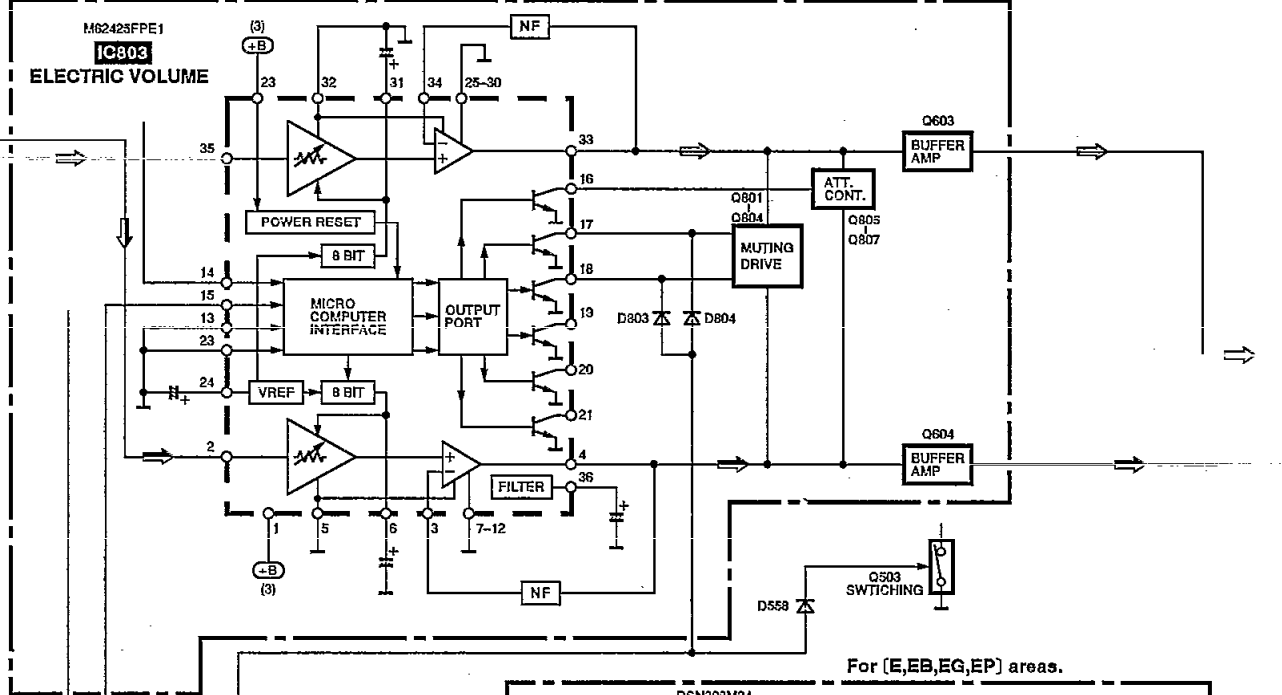 M62425FPE1
IC803
ELECTRIC VOLUME
(3)
+B
NF
23
32
31
34
25-30
Q603
BUFFER
AMP
35
33
16
ATT.
CONT.
Q801
Q804
Q805
Q807
POWER RESET
17
MUTING
DRIVE
8 BIT
14
18
15
MICRO
COMPUTER
INTERFACE
OUTPUT
PORT
19
D803
D804
13
23
20
24
VREF
8 BIT
21
2
4
Q604
BUFFER
AMP
FILTER
36
1
5
6
3
7-12
+B
(3)
NF
Q503
SWTICHING
D558
For [E,EB,EG,EP] areas.